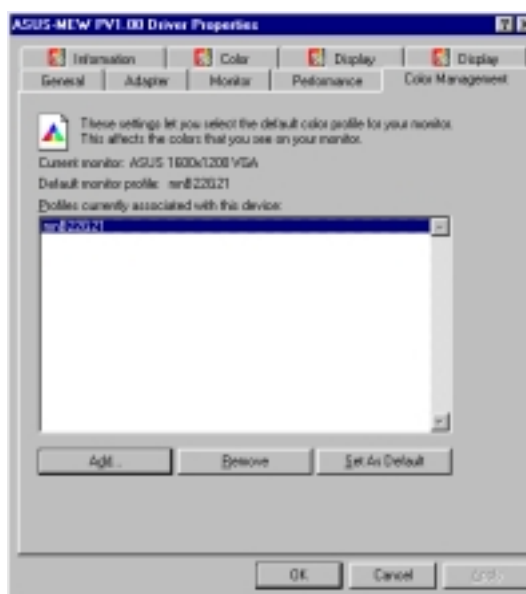 ASUS-MEW PV1.00 Driver Properties
Information Color Display Display
General Adapter Monitor Performance Color Management
These settings let you select the default color profile for your monitor.
This affects the colors that you see on your monitor.
Current monitor: ASUS 1600x1200 VGA
Default monitor profile: mnB22G21
Profiles currently associated with this device:
mnB22G21
Add... Remove Set As Default
OK Cancel Apply